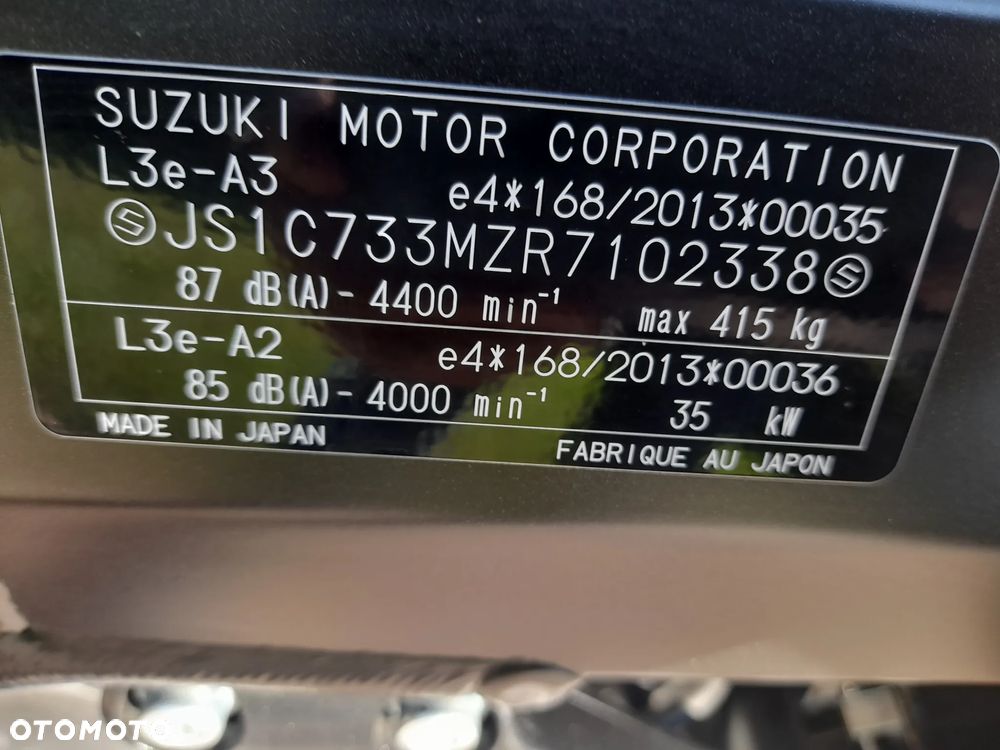 SUZUKI MOTOR CORPORATION
L3e-A3 e4*168/2013*00035
JS1C733MZR7102338
87 dB(A)- 4400 min⁻¹ max 415 kg
L3e-A2 e4*168/2013*00036
85 dB(A)- 4000 min⁻¹ 35 kW
MADE IN JAPAN FABRIQUE AU JAPON
OTOMOTO